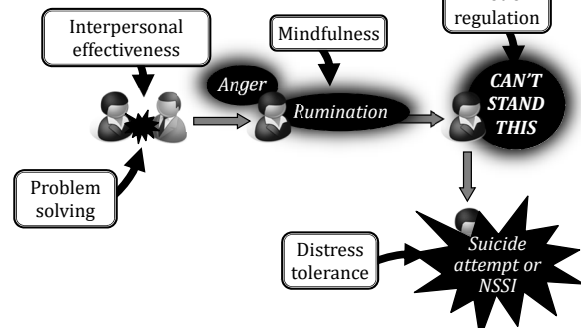 regulation
Interpersonal
effectiveness
Mindfulness
Anger
Rumination
CAN'T
STAND
THIS
Problem
solving
Distress
tolerance
Suicide
attempt or
NSSI